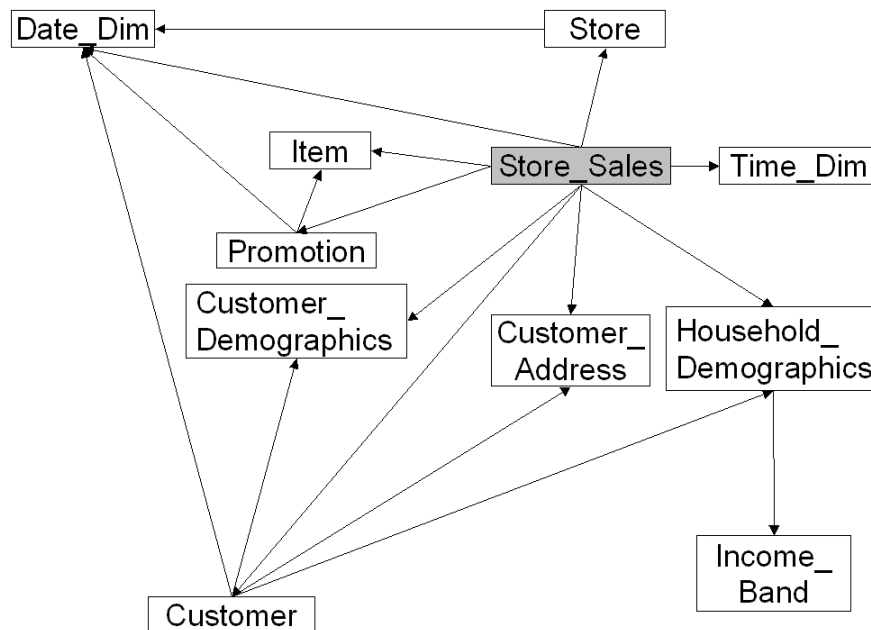 Date_Dim
Store
Item
Store_Sales
Time_Dim
Promotion
Customer_
Demographics
Customer_
Address
Household_
Demographics
Income_
Band
Customer